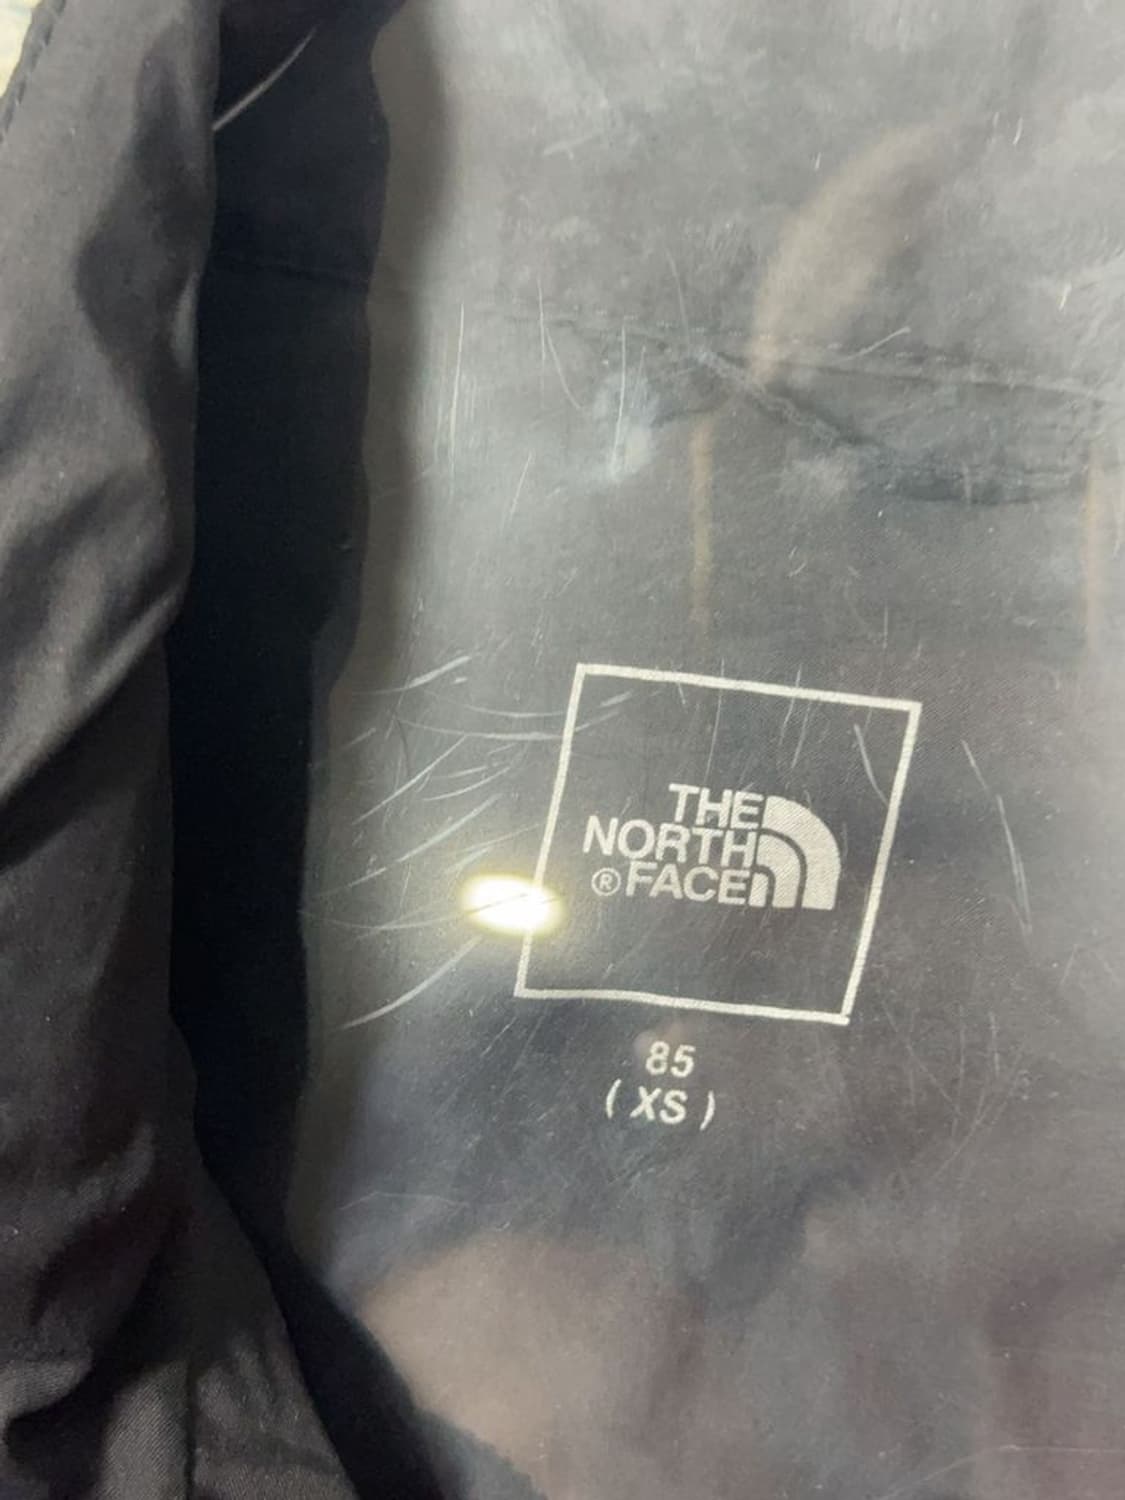 THE
NORTH
® FACE
85
( XS )